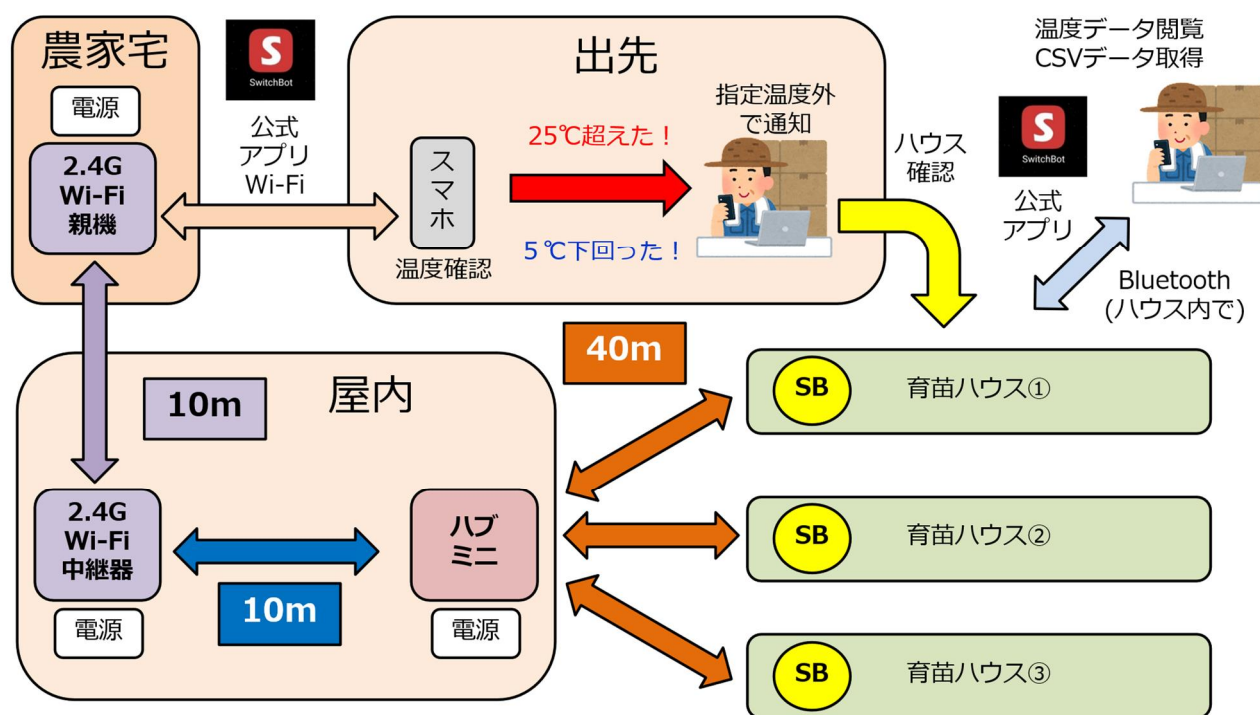 農家宅
電源
2.4G
Wi-Fi
親機
S
SwitchBot
公式
アプリ
Wi-Fi
出先
スマホ
温度確認
25℃超えた！
5℃下回った！
指定温度外
で通知
ハウス
確認
温度データ閲覧
CSVデータ取得
S
SwitchBot
公式
アプリ
Bluetooth
(ハウス内で)
屋内
10m
2.4G
Wi-Fi
中継器
電源
10m
ハブ
ミニ
電源
40m
SB
育苗ハウス①
SB
育苗ハウス②
SB
育苗ハウス③